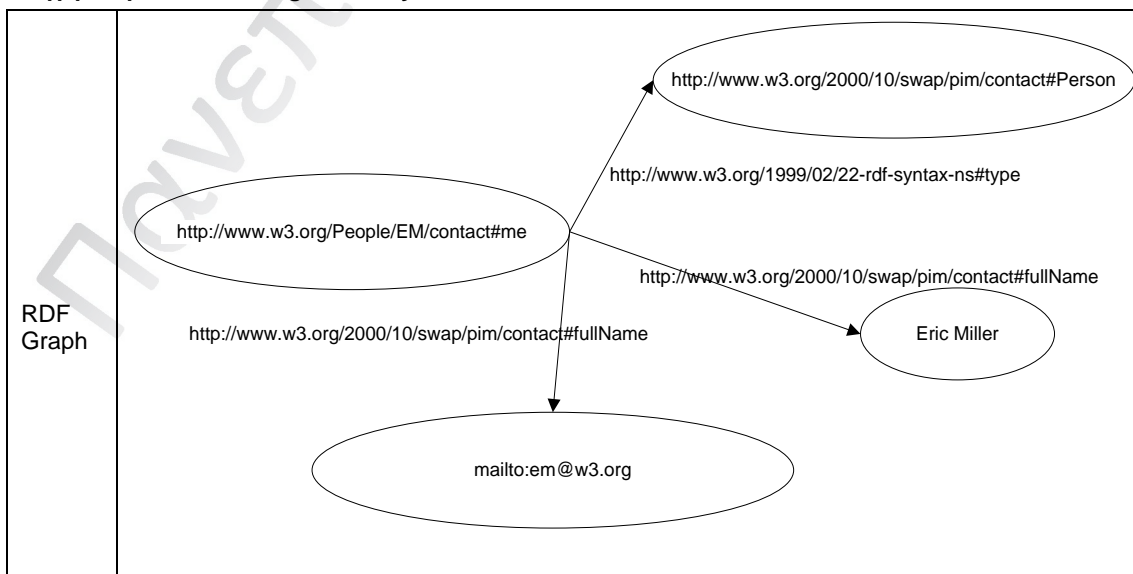 http://www.w3.org/2000/10/swap/pim/contact#Person
http://www.w3.org/1999/02/22-rdf-syntax-ns#type
http://www.w3.org/People/EM/contact#me
http://www.w3.org/2000/10/swap/pim/contact#fullName
RDF
Graph
http://www.w3.org/2000/10/swap/pim/contact#fullName
Eric Miller
mailto:em@w3.org